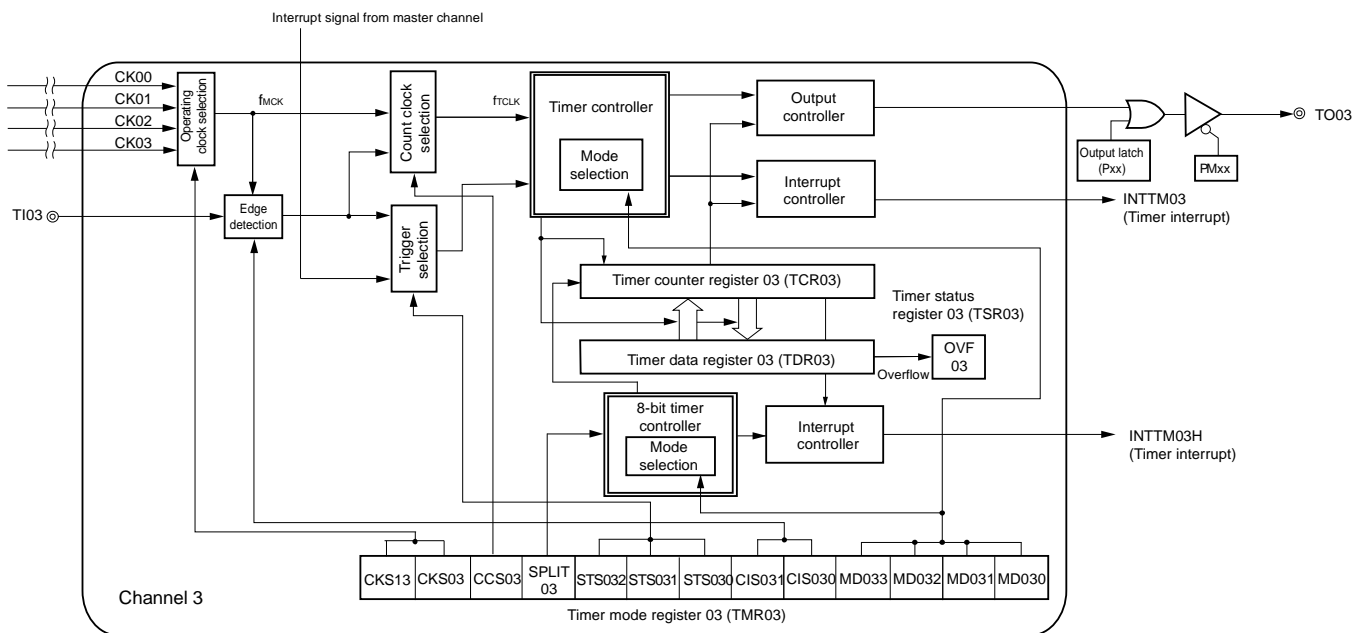 Interrupt signal from master channel
CK00
CK01
CK02
CK03
Operating
clock selection
fMCK
Count clock
selection
fTCLK
Timer controller
Mode
selection
Output
controller
TO03
Output latch
(Pxx)
PMxx
Interrupt
controller
INTTM03
(Timer interrupt)
TI03
Edge
detection
Trigger
selection
Timer counter register 03 (TCR03)
Timer status
register 03 (TSR03)
Timer data register 03 (TDR03)
Overflow
OVF
03
8-bit timer
controller
Mode
selection
Interrupt
controller
INTTM03H
(Timer interrupt)
CKS13 CKS03 CCS03 SPLIT
03 STS032 STS031 STS030 CIS031 CIS030 MD033 MD032 MD031 MD030
Channel 3
Timer mode register 03 (TMR03)